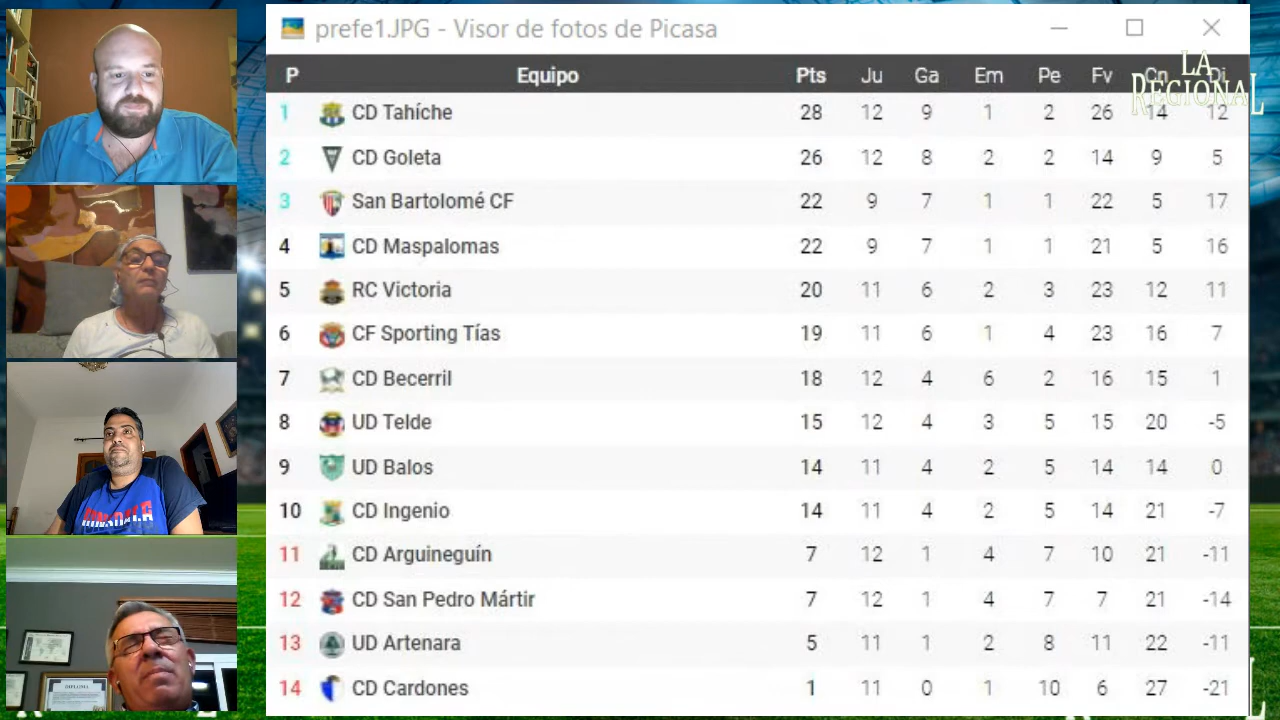 prefe1.JPG - Visor de fotos de Picasa
LA
REGIONAL
P Equipo Pts Ju Ga Em Pe Fv Cn Di
1 CD Tahíche 28 12 9 1 2 26 14 12
2 CD Goleta 26 12 8 2 2 14 9 5
3 San Bartolomé CF 22 9 7 1 1 22 5 17
4 CD Maspalomas 22 9 7 1 1 21 5 16
5 RC Victoria 20 11 6 2 3 23 12 11
6 CF Sporting Tías 19 11 6 1 4 23 16 7
7 CD Becerril 18 12 4 6 2 16 15 1
8 UD Telde 15 12 4 3 5 15 20 -5
9 UD Balos 14 11 4 2 5 14 14 0
10 CD Ingenio 14 11 4 2 5 14 21 -7
11 CD Arguineguín 7 12 1 4 7 10 21 -11
12 CD San Pedro Mártir 7 12 1 4 7 7 21 -14
13 UD Artenara 5 11 1 2 8 11 22 -11
14 CD Cardones 1 11 0 1 10 6 27 -21
LONSDALE
DIPLOMA